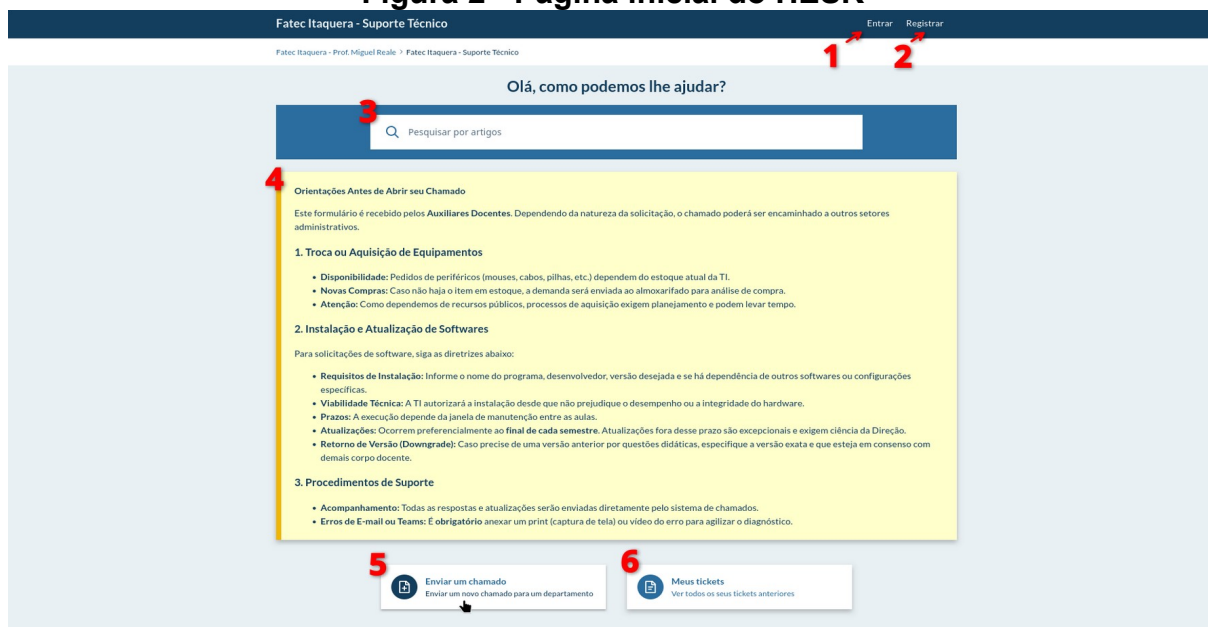 Figura 2 - Página inicial do HESK
Fatec Itaquera - Suporte Técnico
Entrar Registrar
1 2
Fatec Itaquera - Prof. Miguel Reale > Fatec Itaquera - Suporte Técnico
Olá, como podemos lhe ajudar?
3
Pesquisar por artigos
4
Orientações Antes de Abrir seu Chamado
Este formulário é recebido pelos Auxiliares Docentes. Dependendo da natureza da solicitação, o chamado poderá ser encaminhado a outros setores
administrativos.
1. Troca ou Aquisição de Equipamentos
• Disponibilidade: Pedidos de periféricos (mouses, cabos, pilhas, etc.) dependem do estoque atual da TI.
• Novas Compras: Caso não haja o item em estoque, a demanda será enviada ao almoxarifado para análise de compra.
• Atenção: Como dependemos de recursos públicos, processos de aquisição exigem planejamento e podem levar tempo.
2. Instalação e Atualização de Softwares
Para solicitações de software, siga as diretrizes abaixo:
• Requisitos de Instalação: Informe o nome do programa, desenvolvedor, versão desejada e se há dependência de outros softwares ou configurações
específicas.
• Viabilidade Técnica: A TI autorizará a instalação desde que não prejudique o desempenho ou a integridade do hardware.
• Prazos: A execução depende da janela de manutenção entre as aulas.
• Atualizações: Ocorrem preferencialmente ao final de cada semestre. Atualizações fora desse prazo são excepcionais e exigem ciência da Direção.
• Retorno de Versão (Downgrade): Caso precise de uma versão anterior por questões didáticas, especifique a versão exata e que esteja em consenso com
demais corpo docente.
3. Procedimentos de Suporte
• Acompanhamento: Todas as respostas e atualizações serão enviadas diretamente pelo sistema de chamados.
• Erros de E-mail ou Teams: É obrigatório anexar um print (captura de tela) ou vídeo do erro para agilizar o diagnóstico.
5
Enviar um chamado
Enviar um novo chamado para um departamento
6
Meus tickets
Ver todos os seus tickets anteriores